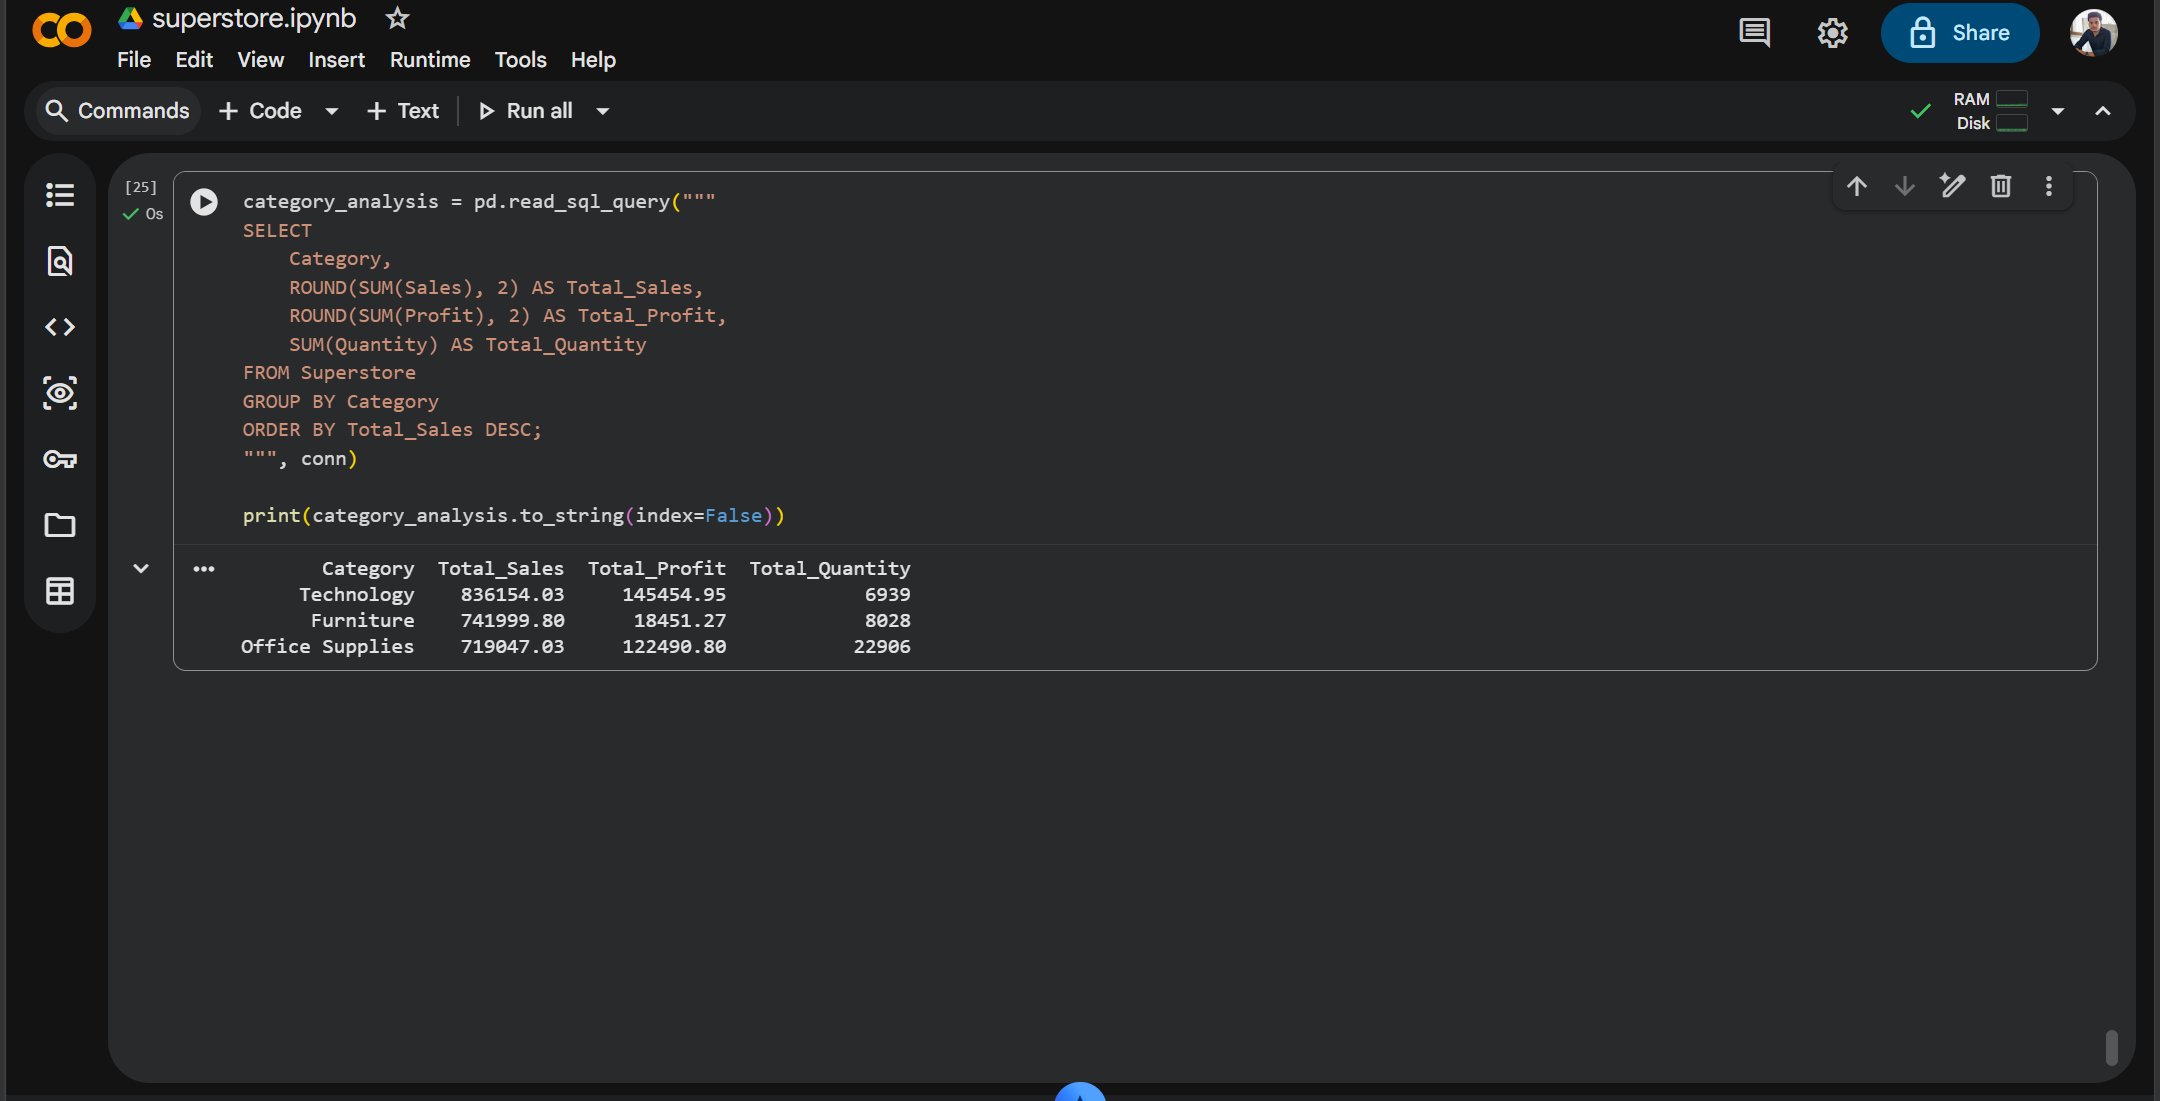 superstore.ipynb
File Edit View Insert Runtime Tools Help
Share
Commands + Code + Text Run all
RAM
Disk
[25]
0s
category_analysis = pd.read_sql_query("""
SELECT
    Category,
    ROUND(SUM(Sales), 2) AS Total_Sales,
    ROUND(SUM(Profit), 2) AS Total_Profit,
    SUM(Quantity) AS Total_Quantity
FROM Superstore
GROUP BY Category
ORDER BY Total_Sales DESC;
""", conn)
print(category_analysis.to_string(index=False))
Category Total_Sales Total_Profit Total_Quantity
Technology 836154.03 145454.95 6939
Furniture 741999.80 18451.27 8028
Office Supplies 719047.03 122490.80 22906